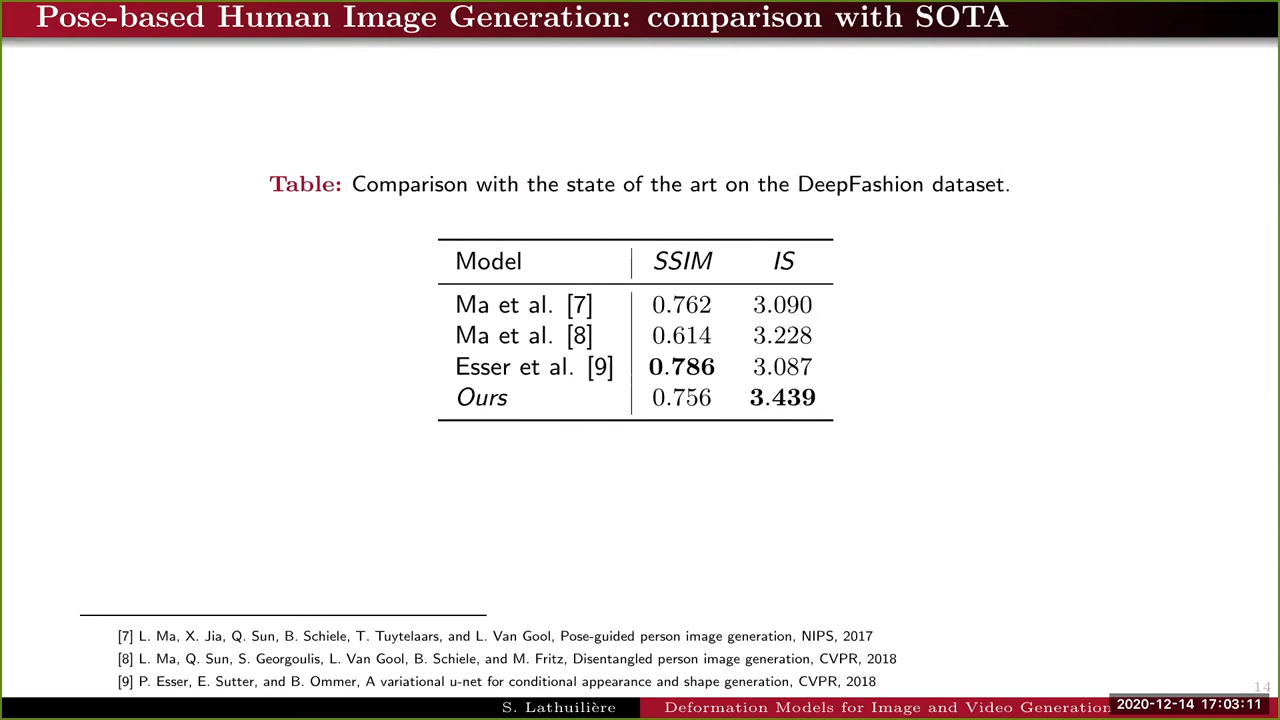 Pose-based Human Image Generation: comparison with SOTA
Table: Comparison with the state of the art on the DeepFashion dataset.
Model SSIM IS
Ma et al. [7] 0.762 3.090
Ma et al. [8] 0.614 3.228
Esser et al. [9] 0.786 3.087
Ours 0.756 3.439
[7] L. Ma, X. Jia, Q. Sun, B. Schiele, T. Tuytelaars, and L. Van Gool, Pose-guided person image generation, NIPS, 2017
[8] L. Ma, Q. Sun, S. Georgoulis, L. Van Gool, B. Schiele, and M. Fritz, Disentangled person image generation, CVPR, 2018
[9] P. Esser, E. Sutter, and B. Ommer, A variational u-net for conditional appearance and shape generation, CVPR, 2018
14
S. Lathuilière Deformation Models for Image and Video Generation 2020-12-14 17:03:11